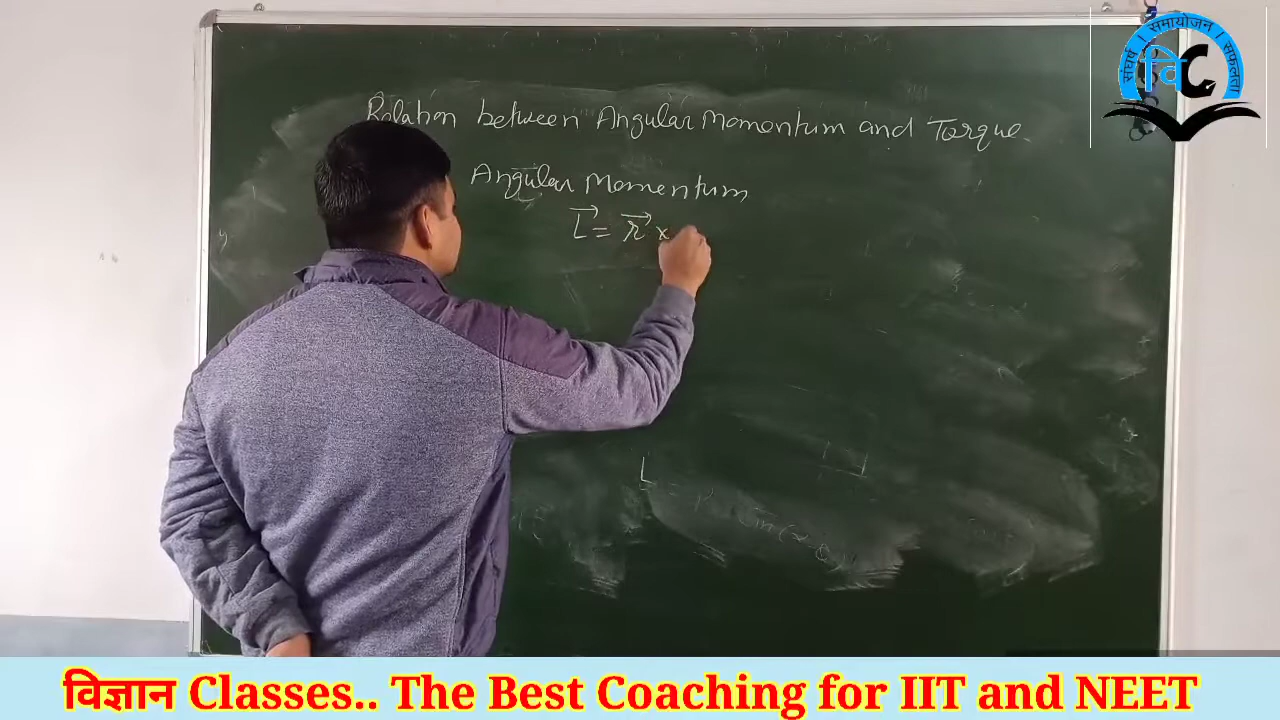 संघर्ष । समायोजन । सफलता
वि C
Relation between Angular Momentum and Torque
Angular Momentum
L⃗ = r⃗ ×
L
विज्ञान Classes.. The Best Coaching for IIT and NEET